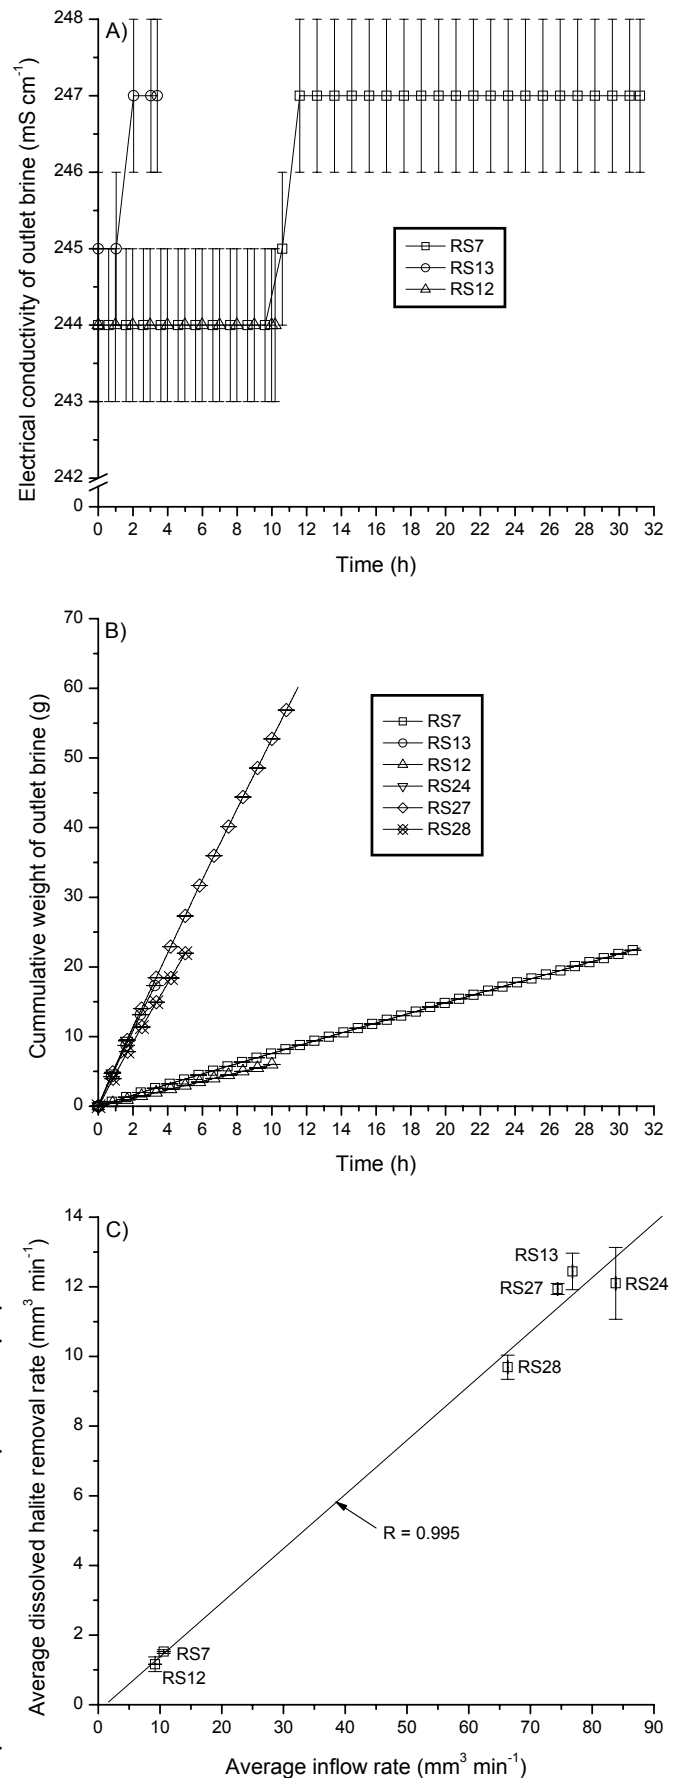 A)
Electrical conductivity of outlet brine (mS cm⁻¹)
248
247
246
245
244
243
242
0
RS7
RS13
RS12
0 2 4 6 8 10 12 14 16 18 20 22 24 26 28 30 32
Time (h)
B)
Cummulative weight of outlet brine (g)
70
60
50
40
30
20
10
0
RS7
RS13
RS12
RS24
RS27
RS28
0 2 4 6 8 10 12 14 16 18 20 22 24 26 28 30 32
Time (h)
C)
Average dissolved halite removal rate (mm³ min⁻¹)
14
12
10
8
6
4
2
0
RS13
RS27
RS24
RS28
R = 0.995
RS7
RS12
0 10 20 30 40 50 60 70 80 90
Average inflow rate (mm³ min⁻¹)